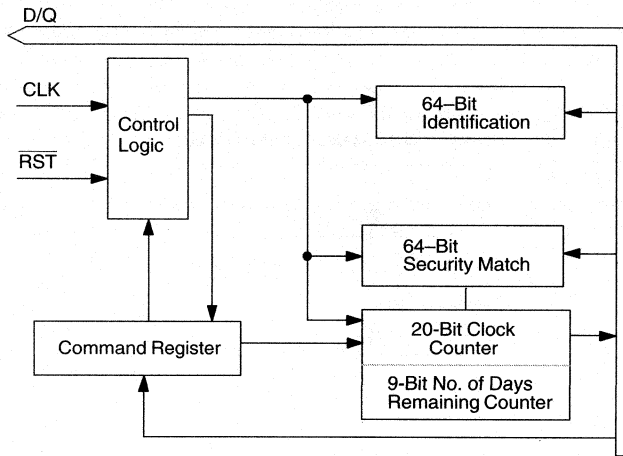 D/Q
CLK
RST
Control
Logic
64–Bit
Identification
64–Bit
Security Match
Command Register
20-Bit Clock
Counter
9-Bit No. of Days
Remaining Counter